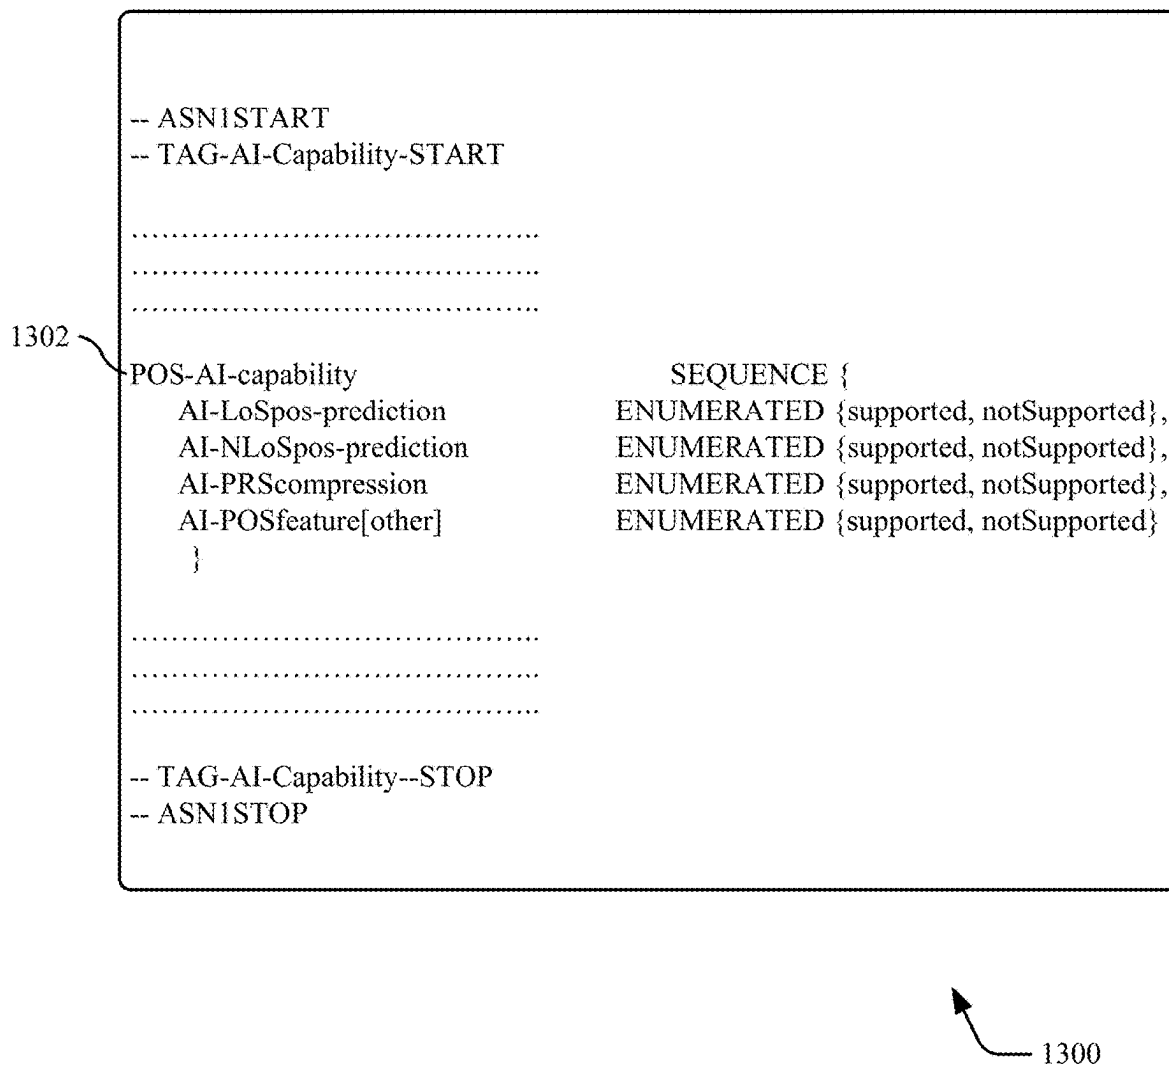 -- ASN1START
-- TAG-AI-Capability-START
........................................
........................................
........................................
1302
POS-AI-capability SEQUENCE {
AI-LoSpos-prediction ENUMERATED {supported, notSupported},
AI-NLoSpos-prediction ENUMERATED {supported, notSupported},
AI-PRScompression ENUMERATED {supported, notSupported},
AI-POSfeature[other] ENUMERATED {supported, notSupported}
}
........................................
........................................
........................................
-- TAG-AI-Capability--STOP
-- ASN1STOP
1300